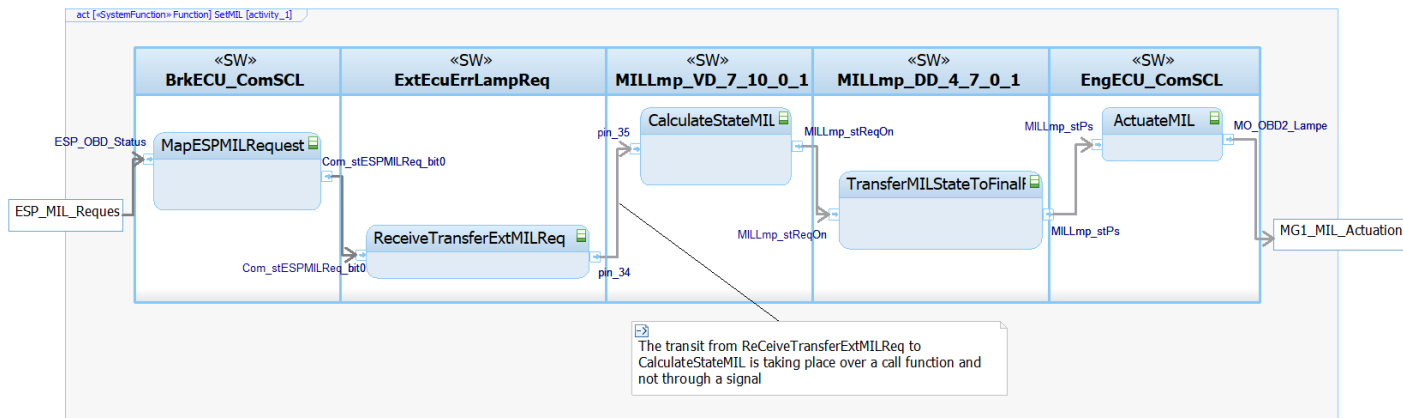 act [«SystemFunction» Function] SetMIL [activity_1]
«SW»
BrkECU_ComSCL
«SW»
ExtEcuErrLampReq
«SW»
MILLmp_VD_7_10_0_1
«SW»
MILLmp_DD_4_7_0_1
«SW»
EngECU_ComSCL
ESP_OBD_Status
MapESPMILRequest
Com_stESPMILReq_bit0
ESP_MIL_Reques
ReceiveTransferExtMILReq
Com_stESPMILReq_bit0
pin_34
pin_35
CalculateStateMIL
MILLmp_stReqOn
TransferMILStateToFinalF
MILLmp_stReqOn
MILLmp_stPs
MILLmp_stPs
ActuateMIL
MO_OBD2_Lampe
MG1_MIL_Actuation
The transit from ReCeiveTransferExtMILReq to
CalculateStateMIL is taking place over a call function and
not through a signal